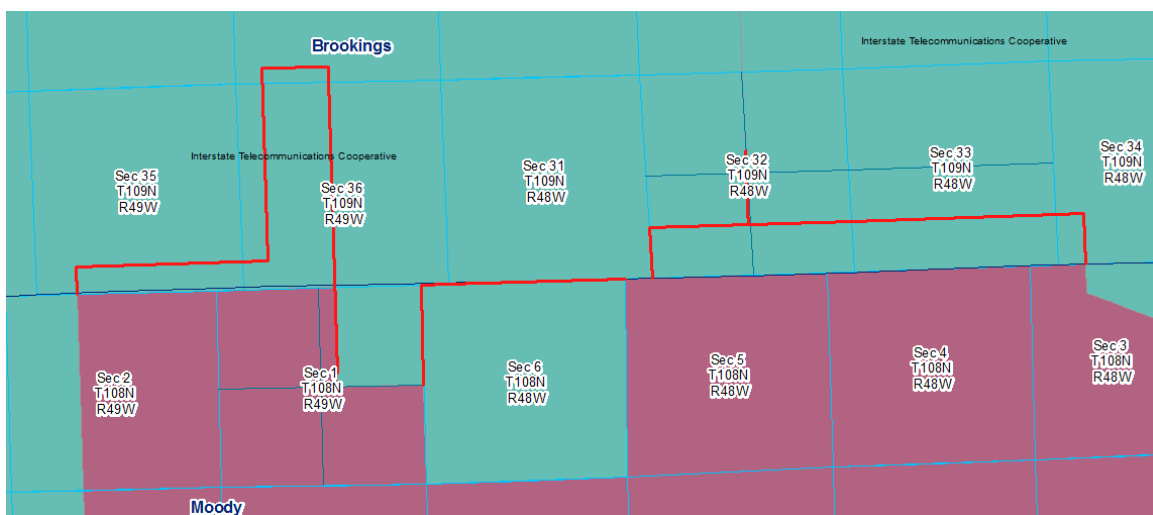 Brookings
Interstate Telecommunications Cooperative
Interstate Telecommunications Cooperative
Sec 35
T109N
R49W
Sec 36
T109N
R49W
Sec 31
T109N
R48W
Sec 32
T109N
R48W
Sec 33
T109N
R48W
Sec 34
T109N
R48W
Sec 2
T108N
R49W
Sec 1
T108N
R49W
Sec 6
T108N
R48W
Sec 5
T108N
R48W
Sec 4
T108N
R48W
Sec 3
T108N
R48W
Moody